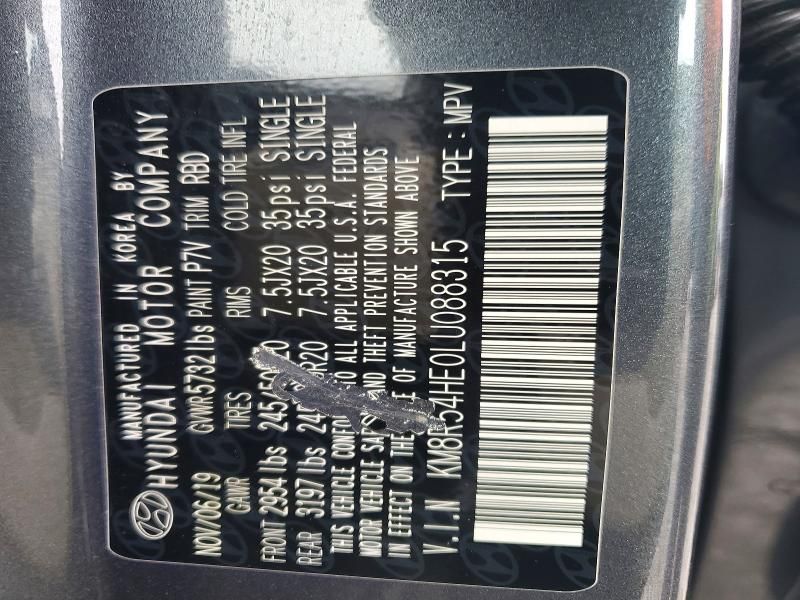 MANUFACTURED IN KOREA BY
HYUNDAI MOTOR COMPANY
NOV/06/19 GVWR 5732 lbs PAINT P7V TRIM RBD
GAWR TIRES RIMS COLD TIRE INFL
FRONT 2954 lbs 7.5JX20 35psi SINGLE
REAR 3197 lbs 7.5JX20 35psi SINGLE
THIS VEHICLE TO ALL APPLICABLE U.S.A. FEDERAL
MOTOR VEHICLE AND THEFT PREVENTION STANDARDS
IN EFFECT ON THE OF MANUFACTURE SHOWN ABOVE
V.I.N TYPE : MPV